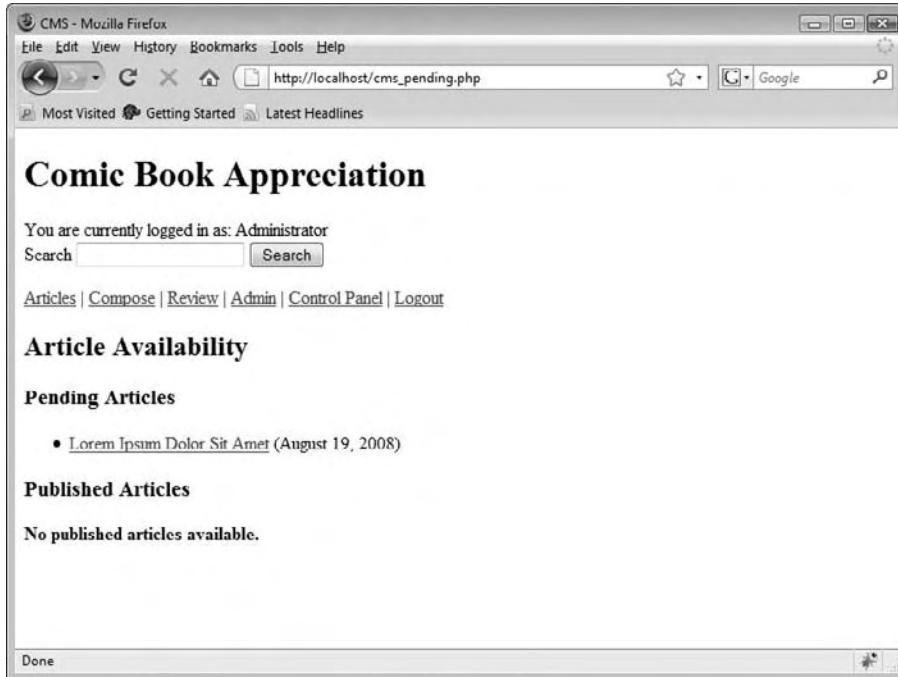 CMS - Mozilla Firefox
File Edit View History Bookmarks Tools Help
http://localhost/cms_pending.php
G Google
Most Visited Getting Started Latest Headlines
Comic Book Appreciation
You are currently logged in as: Administrator
Search Search
Articles | Compose | Review | Admin | Control Panel | Logout
Article Availability
Pending Articles
• Lorem Ipsum Dolor Sit Amet (August 19, 2008)
Published Articles
No published articles available.
Done